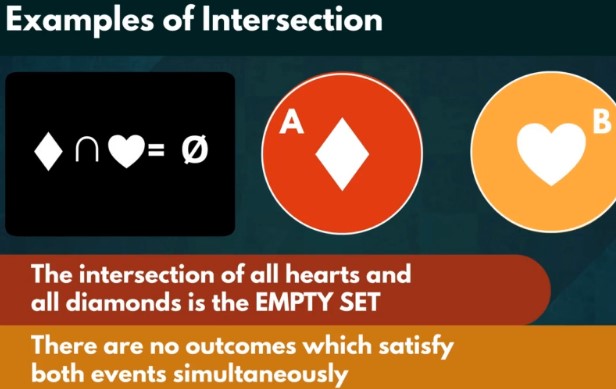 Examples of Intersection
♦ ∩ ♥ = Ø
A
B
The intersection of all hearts and
all diamonds is the EMPTY SET
There are no outcomes which satisfy
both events simultaneously